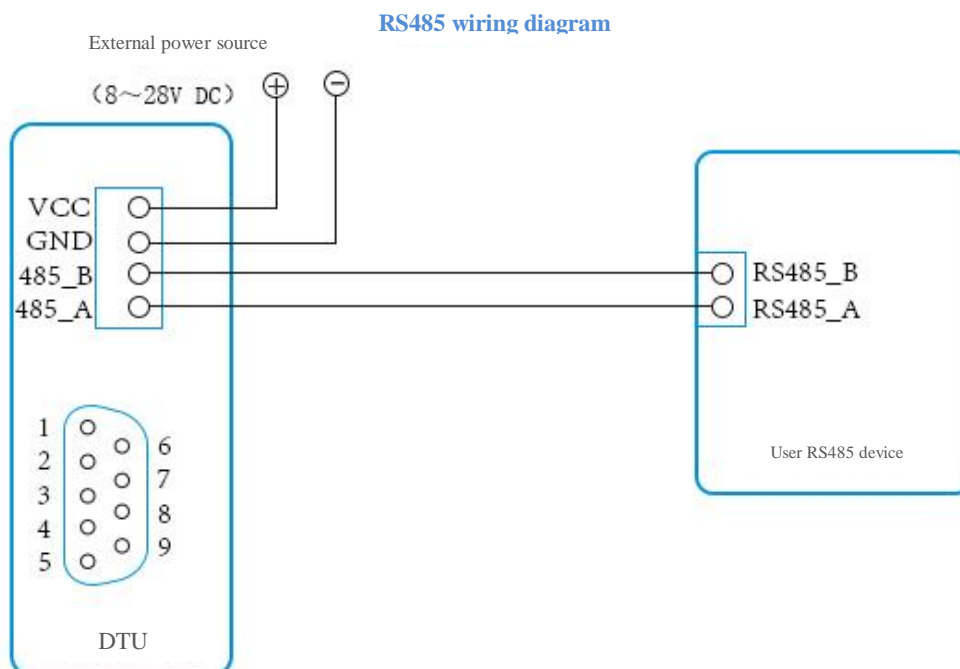 RS485 wiring diagram
External power source
（8～28V DC）
VCC
GND
485_B
485_A
RS485_B
RS485_A
1
6
2
7
3
8
4
9
5
User RS485 device
DTU